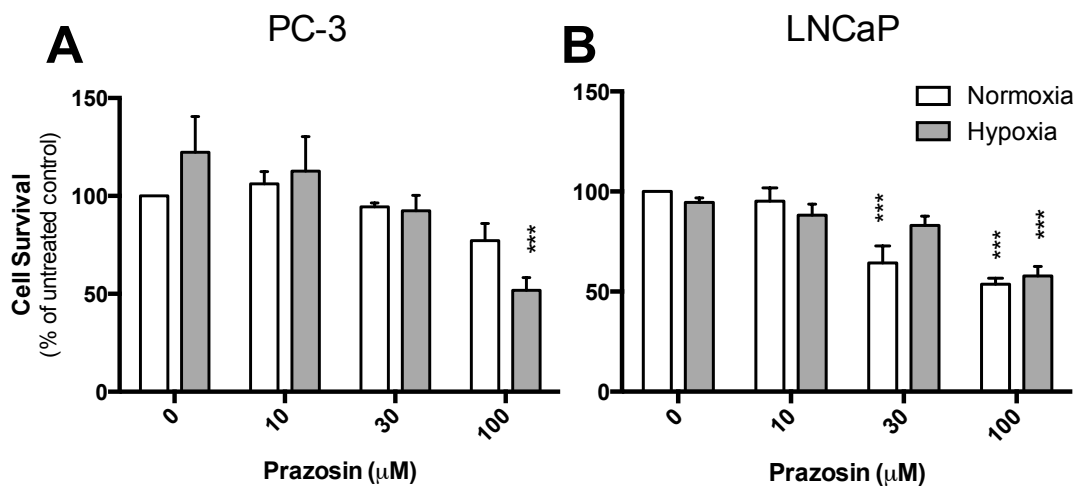 A
PC-3
B
LNCaP
Normoxia
Hypoxia
Cell Survival
(% of untreated control)
150
100
50
0
***
0
10
30
100
Prazosin (μM)
150
100
50
0
***
***
***
0
10
30
100
Prazosin (μM)